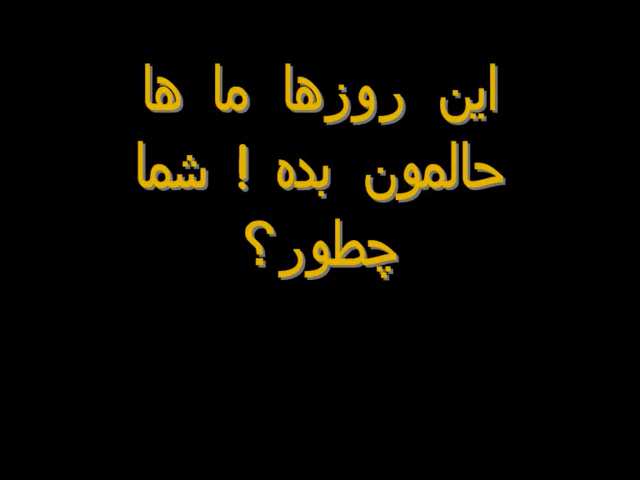 این روزها ما ها
حالمون بده ! شما
چطور؟